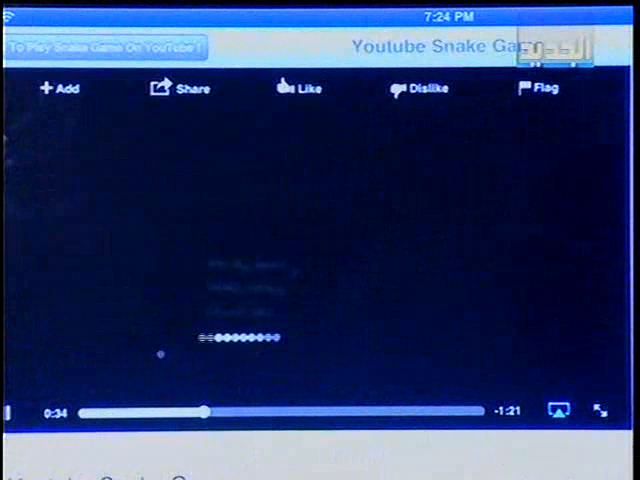 7:24 PM
To Play Snake Game On YouTube !
Youtube Snake Game
الجديد
Add
Share
Like
Dislike
Flag
0:34
-1:21